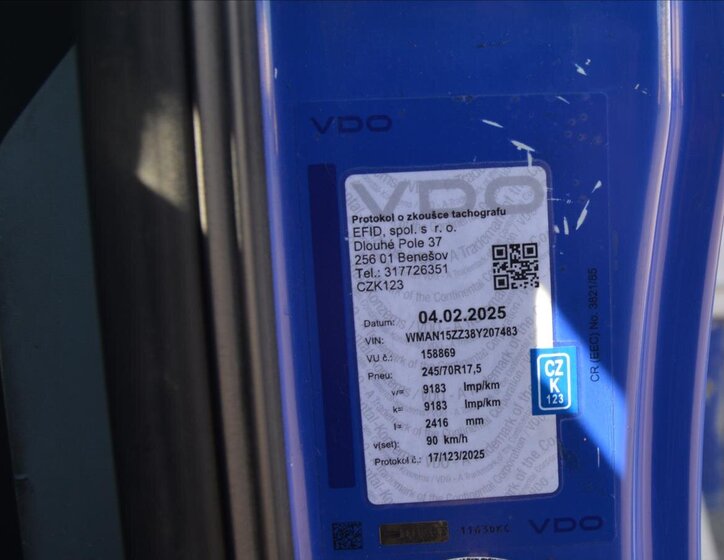 VDO
VDO
Protokol o zkoušce tachografu
EFID, spol. s r. o.
Dlouhé Pole 37
256 01 Benešov
Tel.: 317726351
CZK123
Datum: 04.02.2025
VIN: WMAN15ZZ38Y207483
VU č.: 158869
Pneu: 245/70R17,5
v= 9183 Imp/km
k= 9183 Imp/km
l= 2416 mm
v(set): 90 km/h
Protokol č.: 17/123/2025
CZ
K
123
CR (EEC) No. 3821/85
VDO